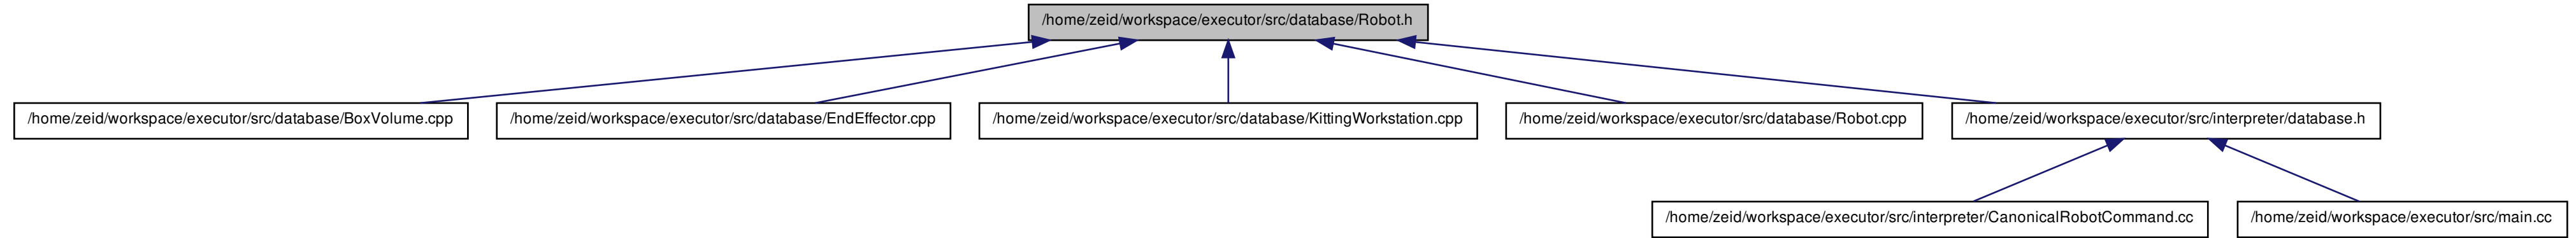 /home/zeid/workspace/executor/src/database/Robot.h
/home/zeid/workspace/executor/src/database/BoxVolume.cpp
/home/zeid/workspace/executor/src/database/EndEffector.cpp
/home/zeid/workspace/executor/src/database/KittingWorkstation.cpp
/home/zeid/workspace/executor/src/database/Robot.cpp
/home/zeid/workspace/executor/src/interpreter/database.h
/home/zeid/workspace/executor/src/interpreter/CanonicalRobotCommand.cc
/home/zeid/workspace/executor/src/main.cc